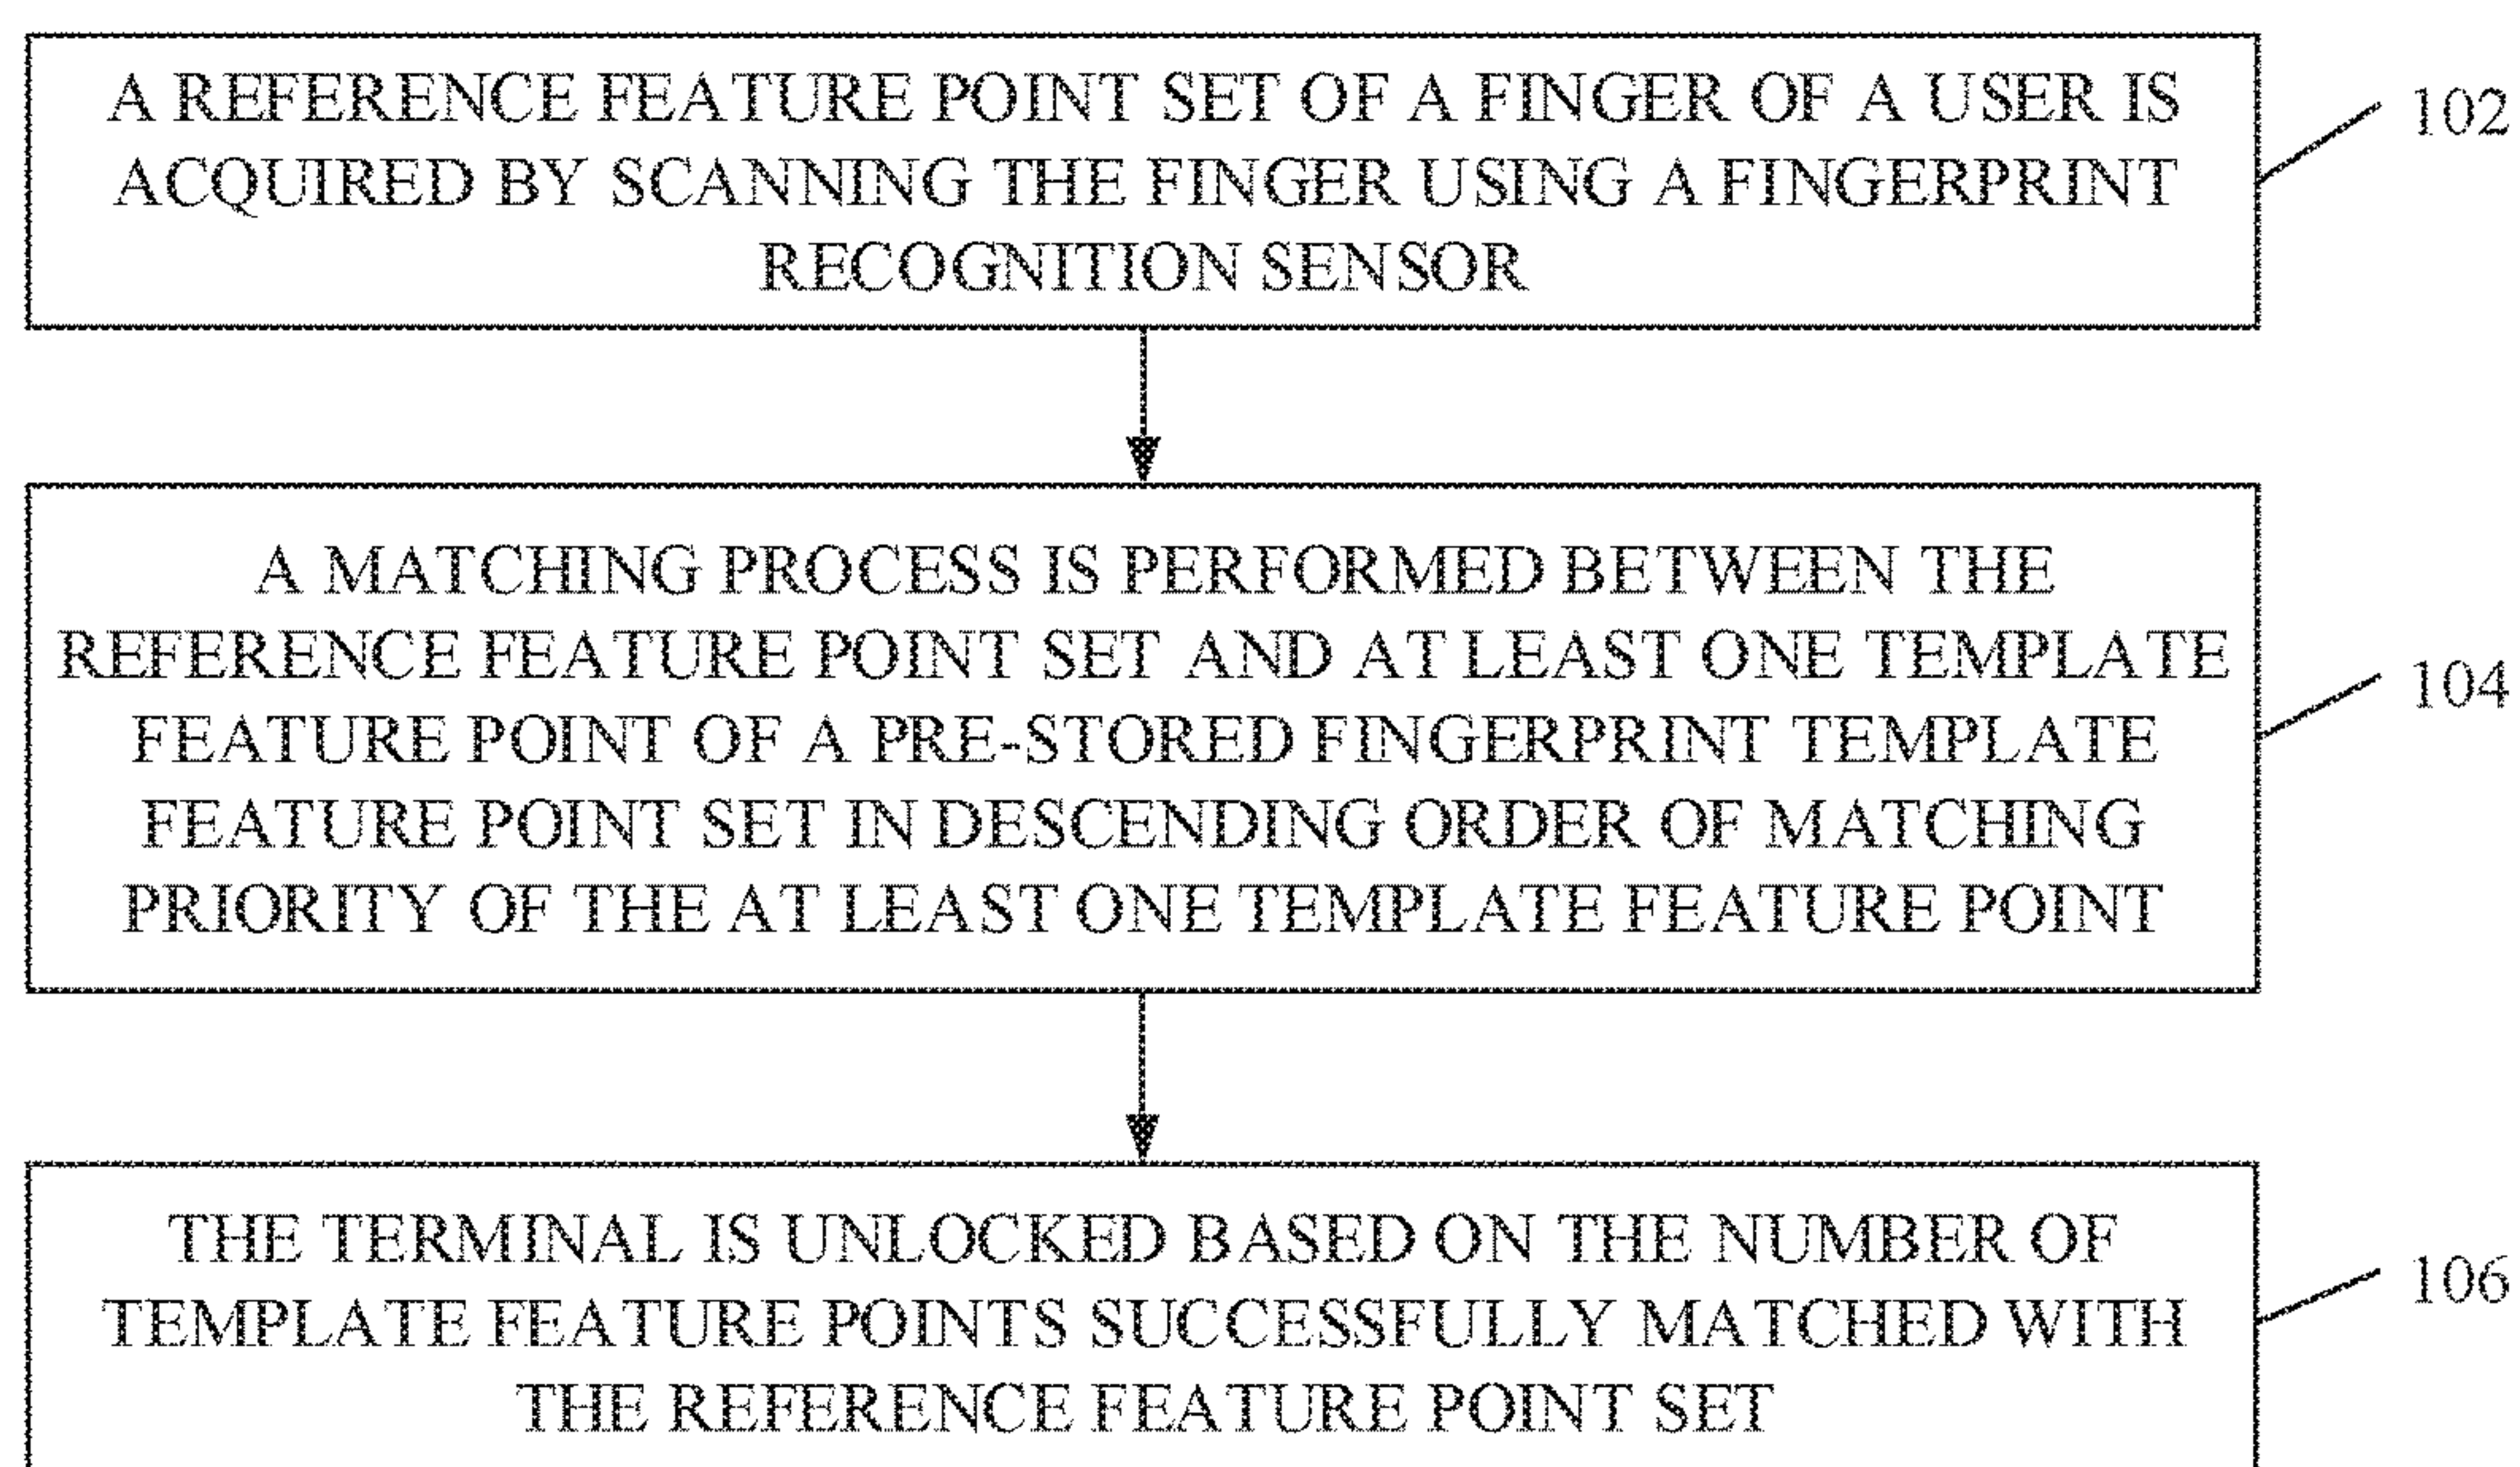 A REFERENCE FEATURE POINT SET OF A FINGER OF A USER IS
ACQUIRED BY SCANNING THE FINGER USING A FINGERPRINT
RECOGNITION SENSOR
102
A MATCHING PROCESS IS PERFORMED BETWEEN THE
REFERENCE FEATURE POINT SET AND AT LEAST ONE TEMPLATE
FEATURE POINT OF A PRE-STORED FINGERPRINT TEMPLATE
FEATURE POINT SET IN DESCENDING ORDER OF MATCHING
PRIORITY OF THE AT LEAST ONE TEMPLATE FEATURE POINT
104
THE TERMINAL IS UNLOCKED BASED ON THE NUMBER OF
TEMPLATE FEATURE POINTS SUCCESSFULLY MATCHED WITH
THE REFERENCE FEATURE POINT SET
106